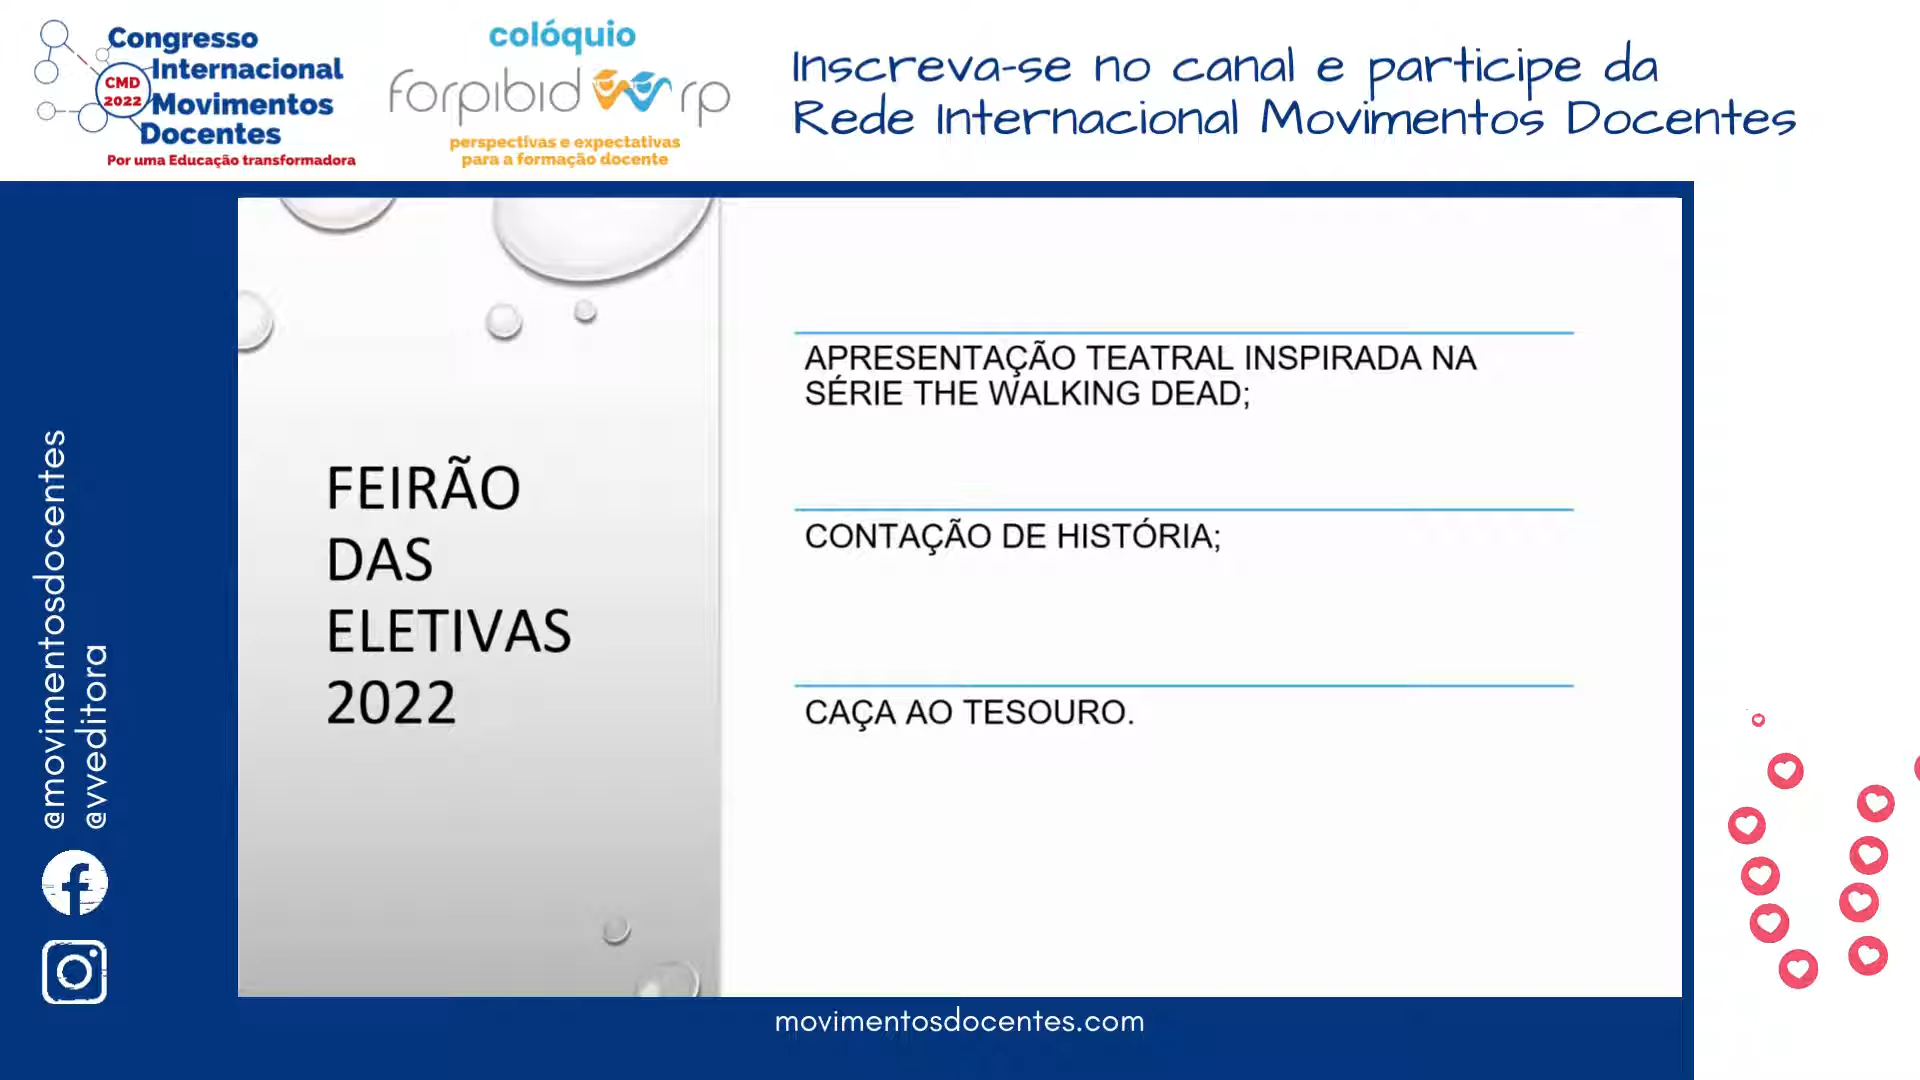 Congresso
Internacional
Movimentos
Docentes
CMD
2022
Por uma Educação transformadora
colóquio
forpibid rp
perspectivas e expectativas
para a formação docente
Inscreva-se no canal e participe da
Rede Internacional Movimentos Docentes
@movimentosdocentes
@vveditora
FEIRÃO
DAS
ELETIVAS
2022
APRESENTAÇÃO TEATRAL INSPIRADA NA
SÉRIE THE WALKING DEAD;
CONTAÇÃO DE HISTÓRIA;
CAÇA AO TESOURO.
movimentosdocentes.com